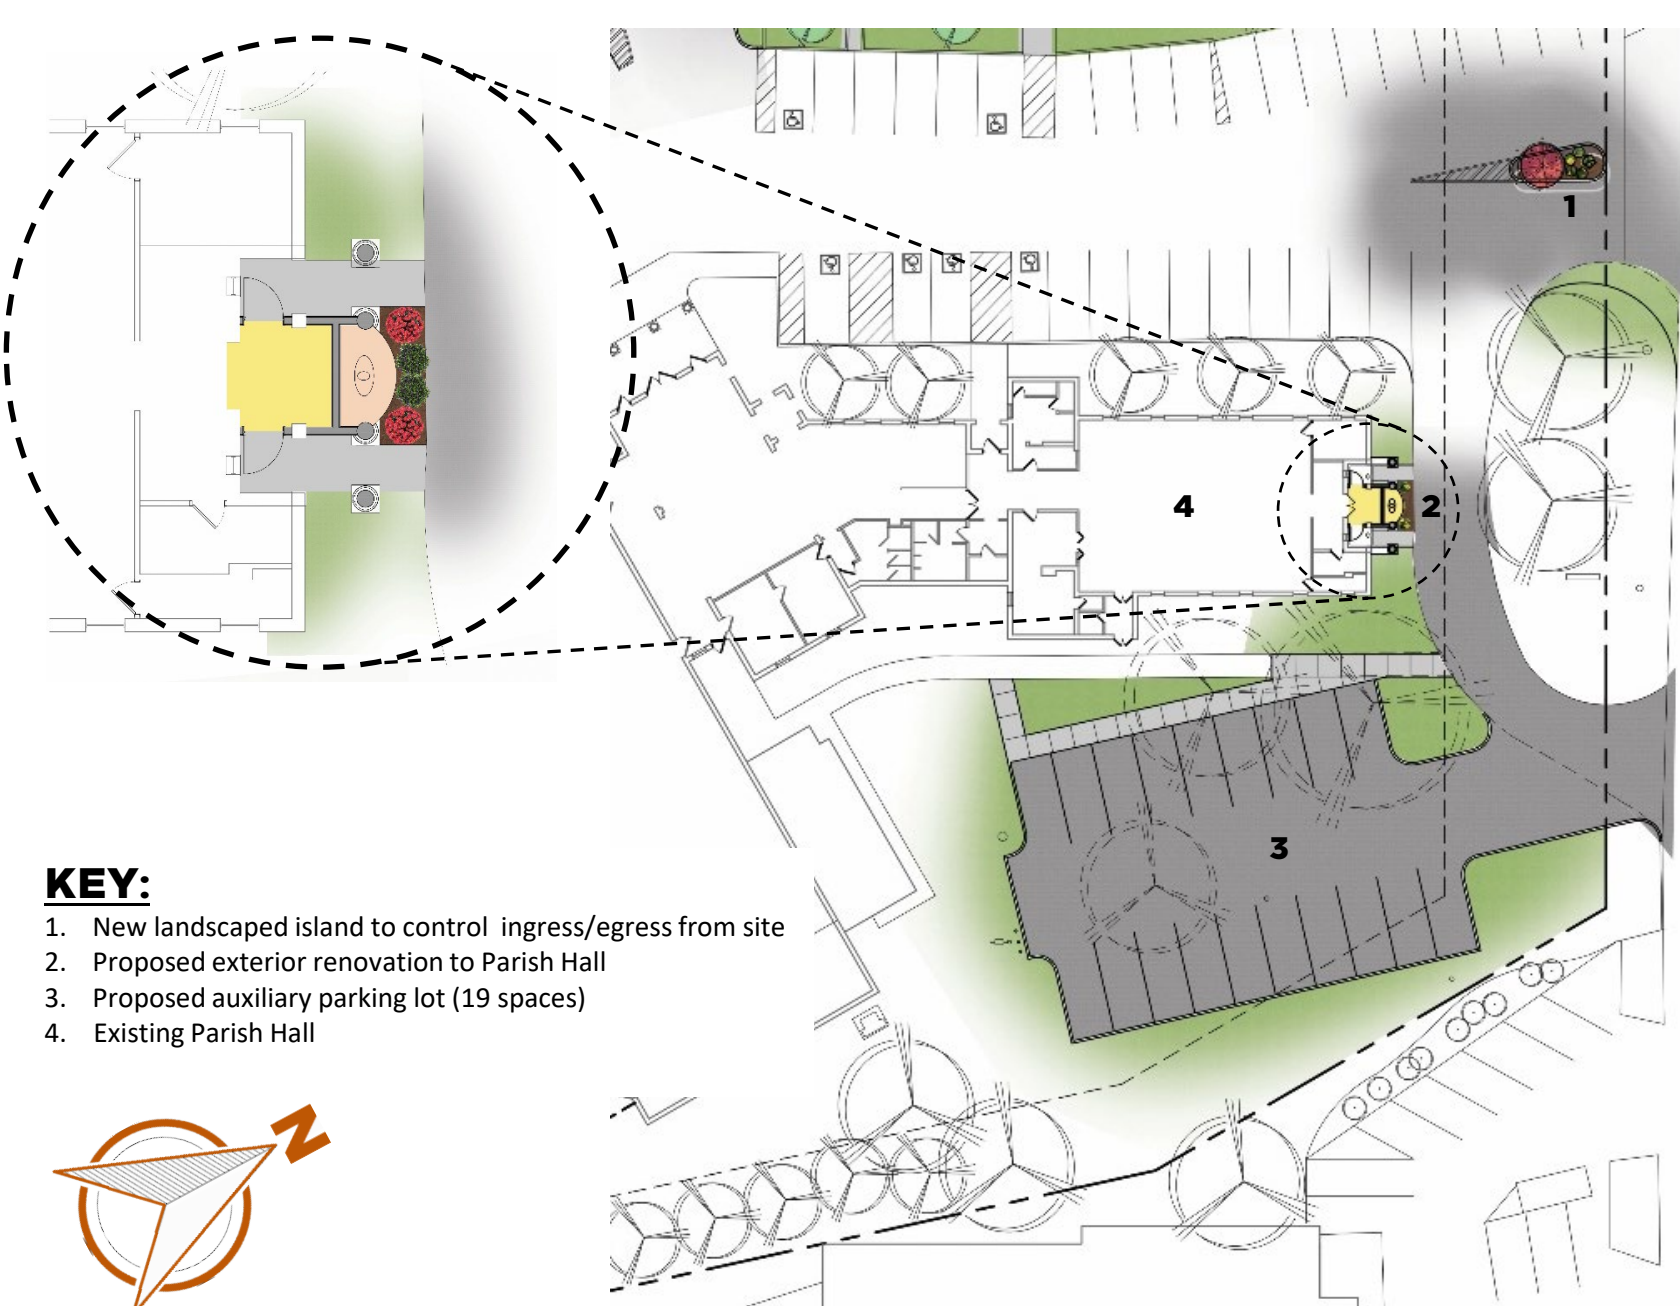 1
2
4
3
KEY:
1. New landscaped island to control ingress/egress from site
2. Proposed exterior renovation to Parish Hall
3. Proposed auxiliary parking lot (19 spaces)
4. Existing Parish Hall
N